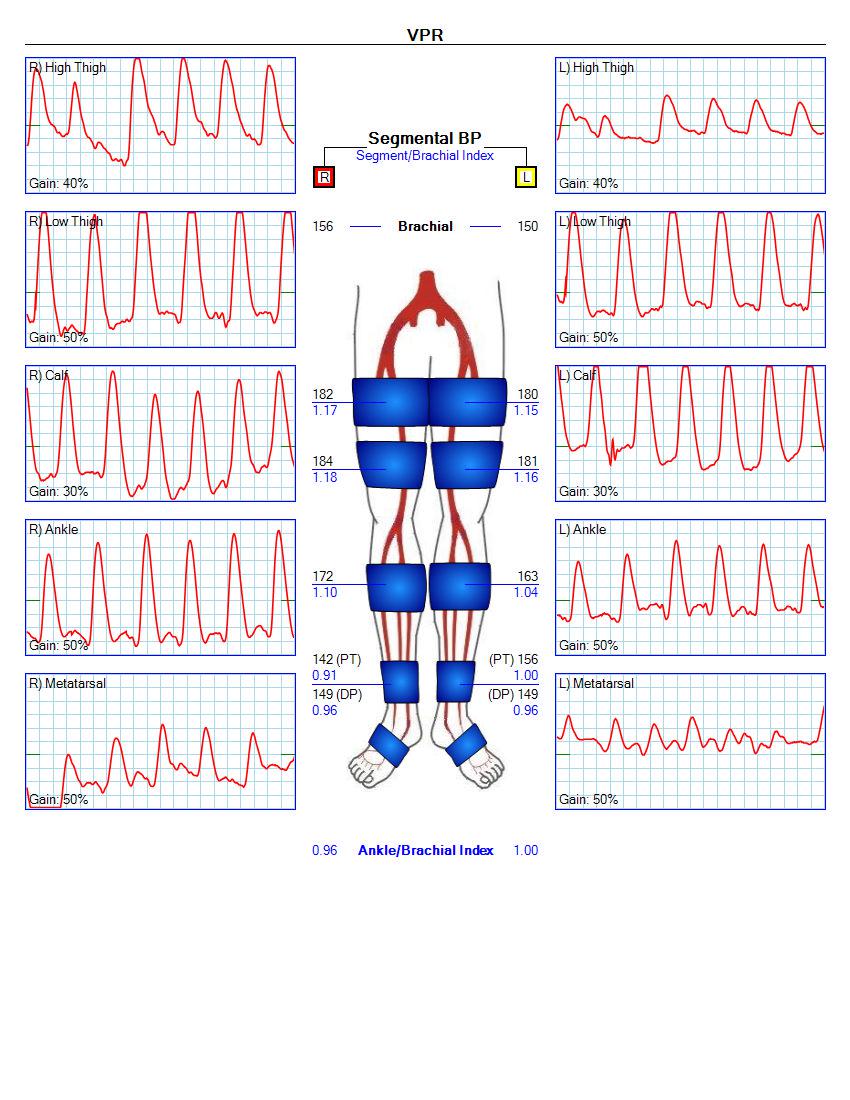 VPR
R) High Thigh
Gain: 40%
L) High Thigh
Gain: 40%
Segmental BP
Segment/Brachial Index
R
L
156 Brachial 150
R) Low Thigh
Gain: 50%
L) Low Thigh
Gain: 50%
R) Calf
Gain: 30%
L) Calf
Gain: 30%
182 180
1.17 1.15
184 181
1.18 1.16
R) Ankle
Gain: 50%
L) Ankle
Gain: 50%
172 163
1.10 1.04
142 (PT) (PT) 156
0.91 1.00
149 (DP) (DP) 149
0.96 0.96
R) Metatarsal
Gain: 50%
L) Metatarsal
Gain: 50%
0.96 Ankle/Brachial Index 1.00